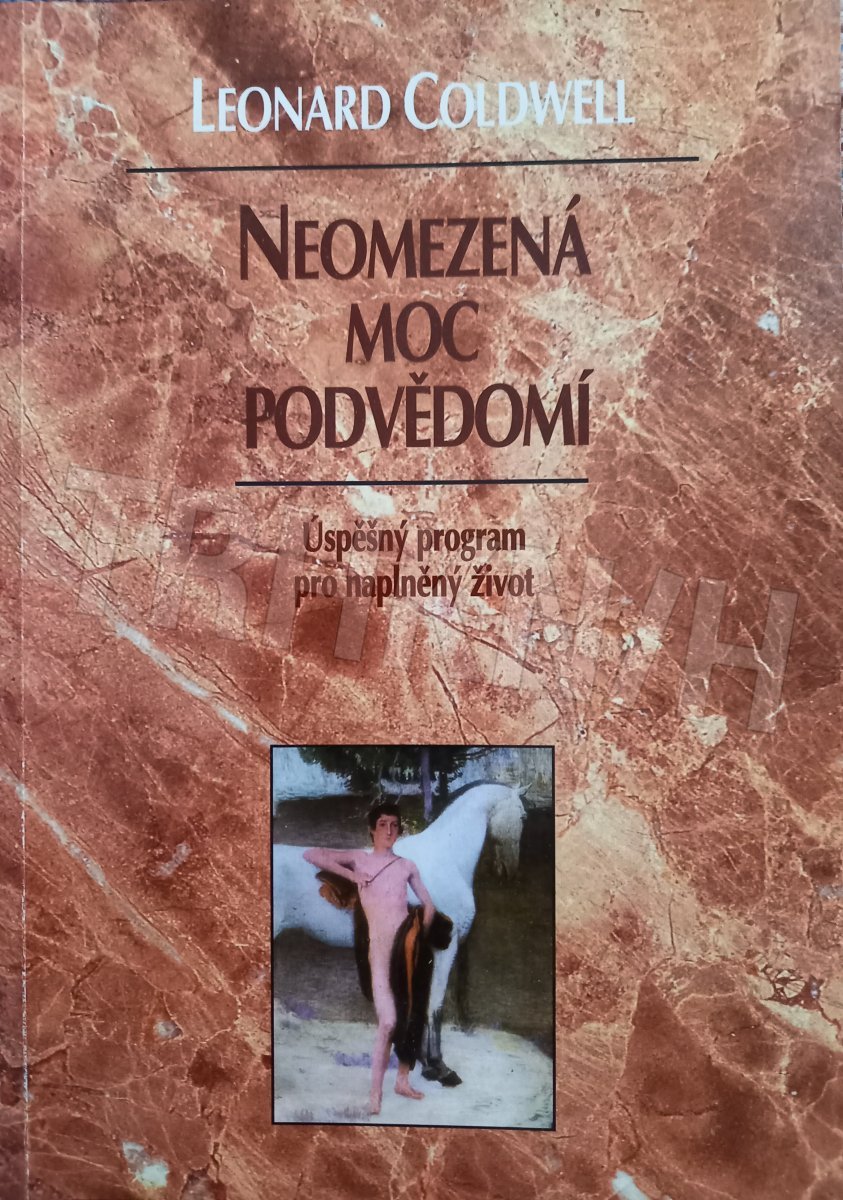 LEONARD COLDWELL
NEOMEZENÁ
MOC
PODVĚDOMÍ
Úspěšný program
pro naplněný život